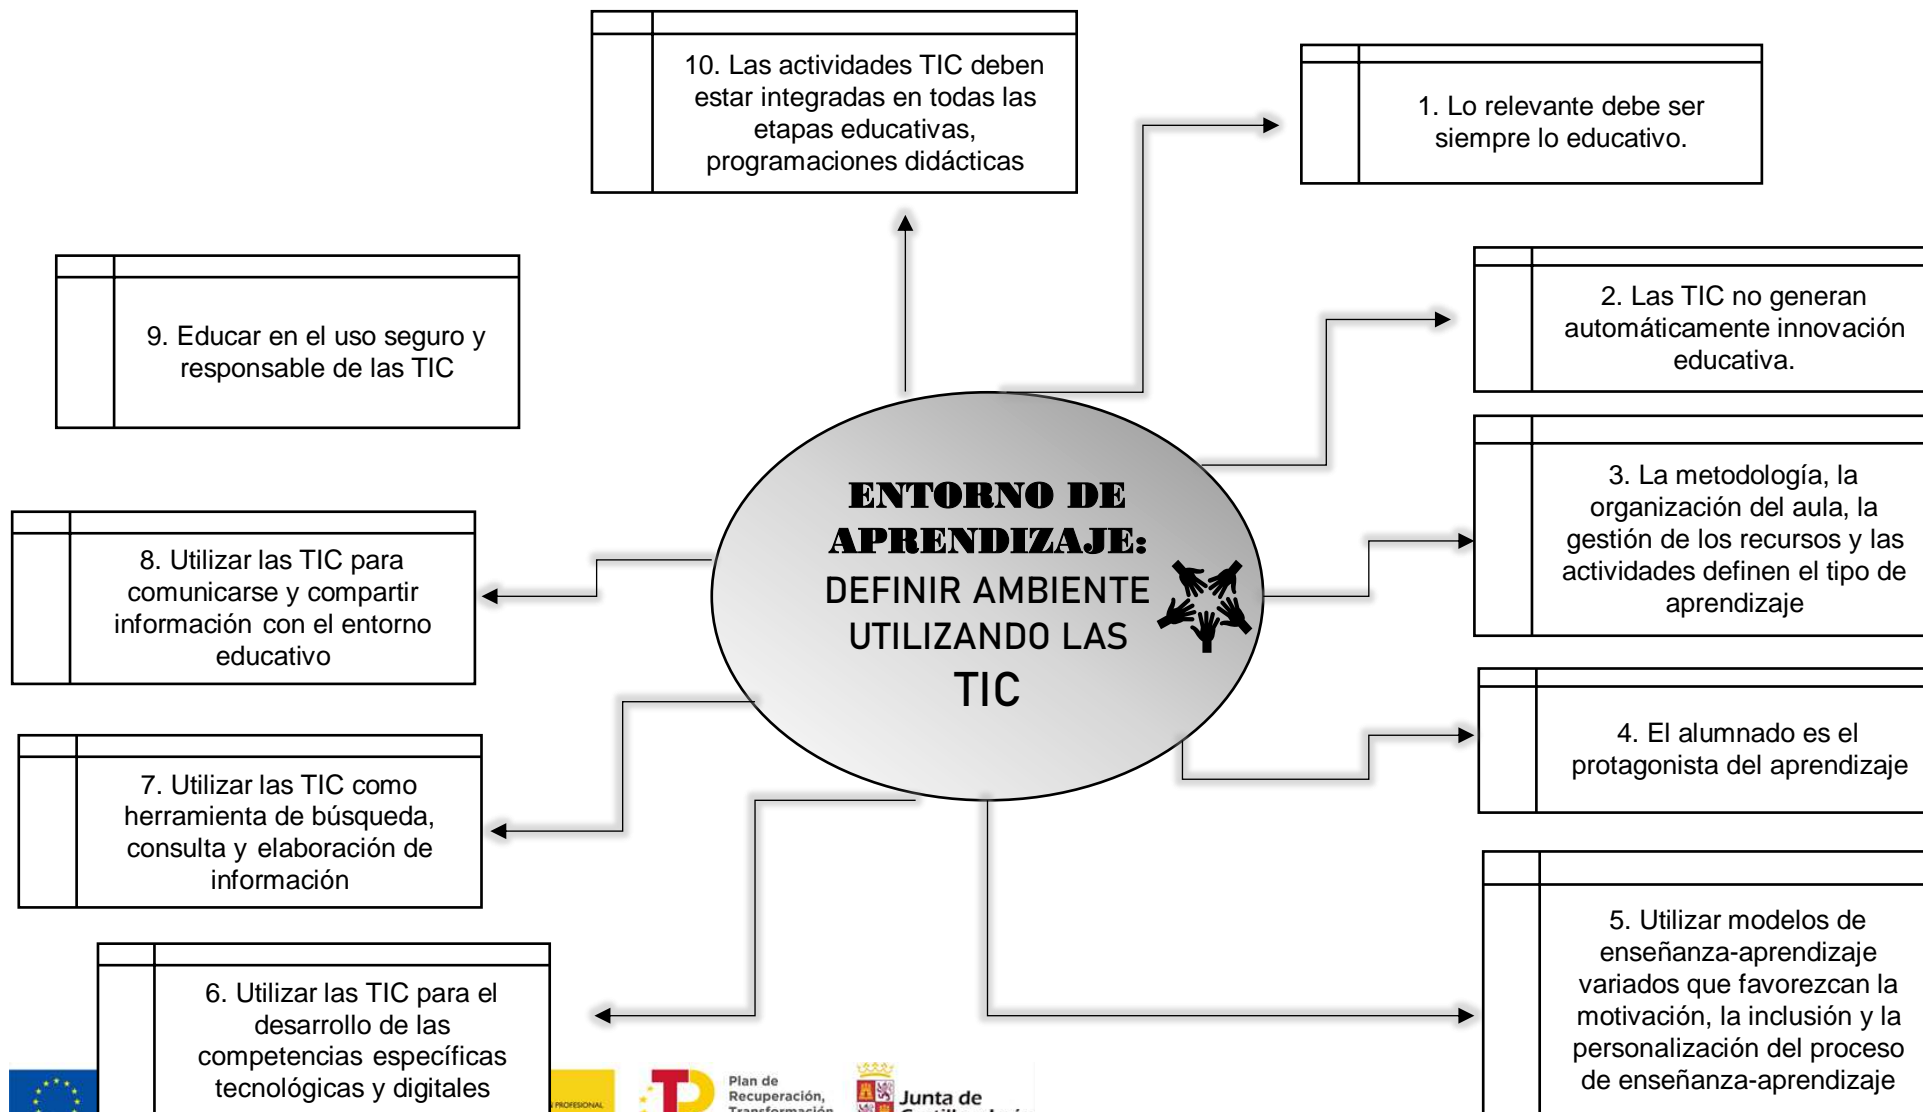 10. Las actividades TIC deben
estar integradas en todas las
etapas educativas,
programaciones didácticas
1. Lo relevante debe ser
siempre lo educativo.
2. Las TIC no generan
automáticamente innovación
educativa.
3. La metodología, la
organización del aula, la
gestión de los recursos y las
actividades definen el tipo de
aprendizaje
4. El alumnado es el
protagonista del aprendizaje
5. Utilizar modelos de
enseñanza-aprendizaje
variados que favorezcan la
motivación, la inclusión y la
personalización del proceso
de enseñanza-aprendizaje
6. Utilizar las TIC para el
desarrollo de las
competencias específicas
tecnológicas y digitales
7. Utilizar las TIC como
herramienta de búsqueda,
consulta y elaboración de
información
8. Utilizar las TIC para
comunicarse y compartir
información con el entorno
educativo
9. Educar en el uso seguro y
responsable de las TIC
ENTORNO DE
APRENDIZAJE:
DEFINIR AMBIENTE
UTILIZANDO LAS
TIC
PROFESIONAL
Plan de
Recuperación,
Transformación
Junta de